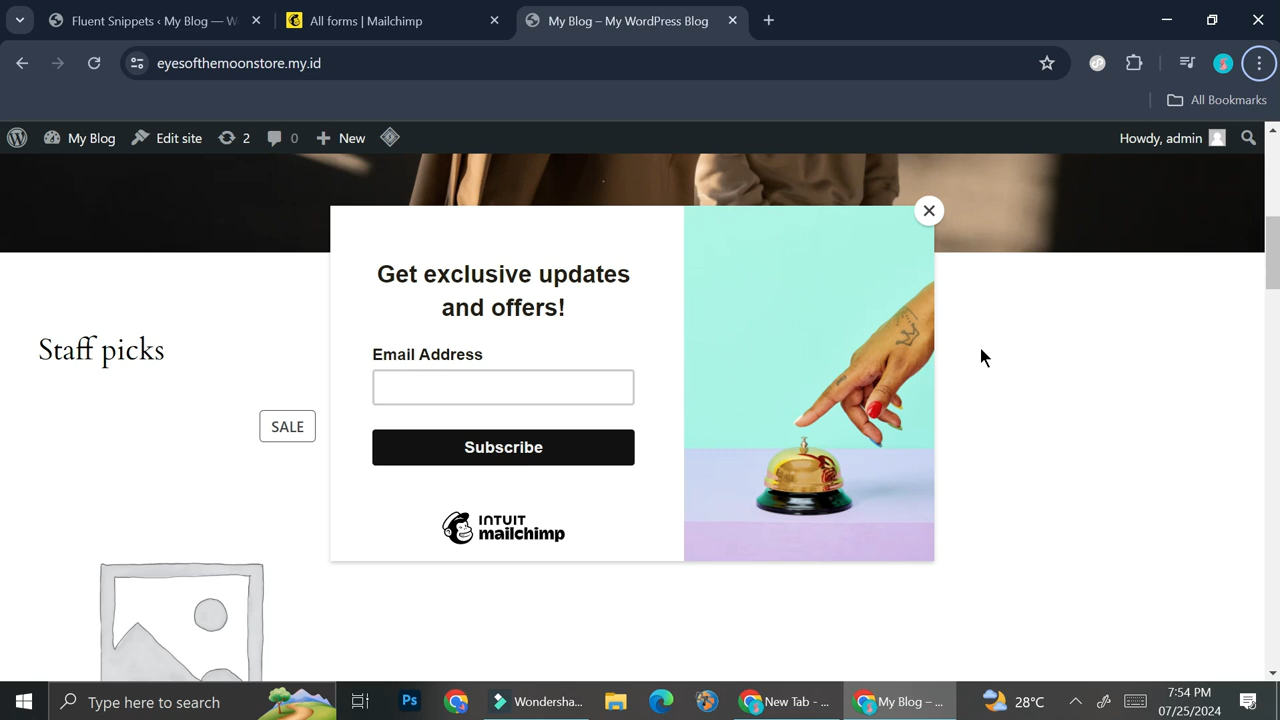 Fluent Snippets ‹ My Blog — W
All forms | Mailchimp
My Blog – My WordPress Blog
eyesofthemoonstore.my.id
All Bookmarks
My Blog
Edit site
2
0
New
Howdy, admin
Get exclusive updates
and offers!
Email Address
Subscribe
INTUIT
mailchimp
Staff picks
SALE
Type here to search
Ps
Wondersha...
New Tab - ...
My Blog – ...
28°C
7:54 PM
07/25/2024